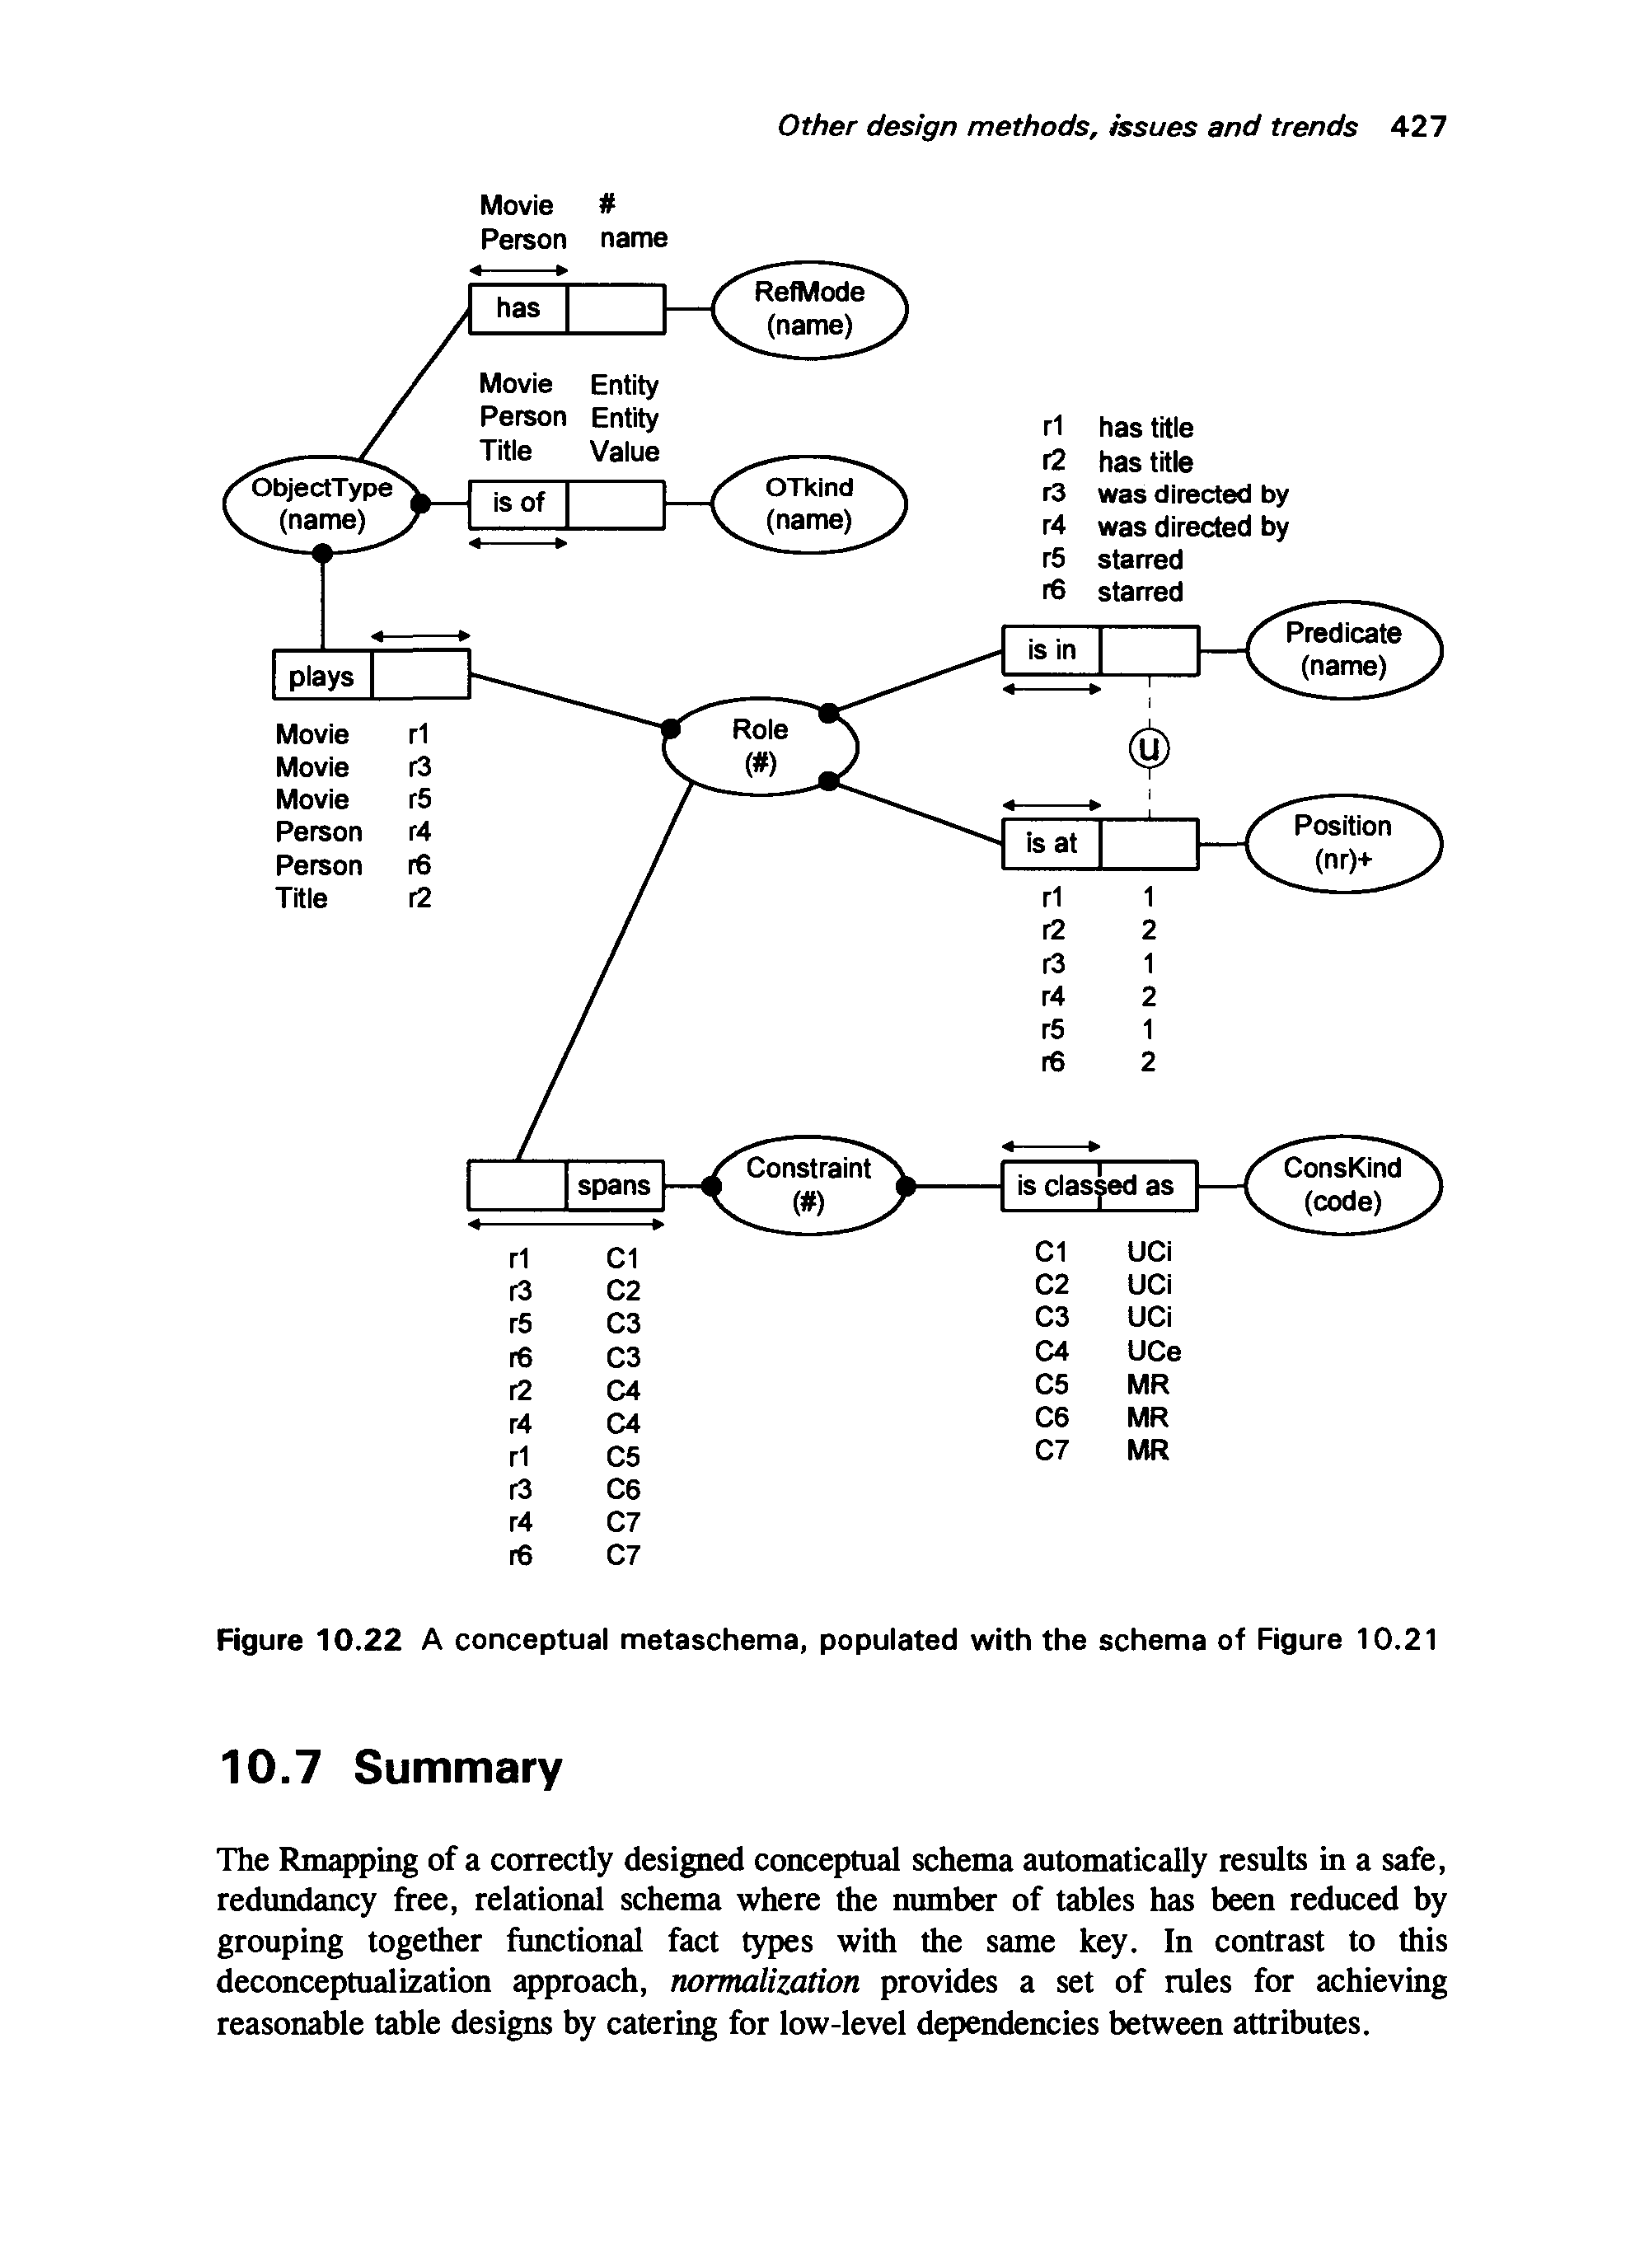 Other design methods, issues and trends 427
Movie #
Person name
has
RefMode
(name)
Movie Entity
Person Entity
Title Value
ObjectType
(name)
is of
OTkind
(name)
r1 has title
r2 has title
r3 was directed by
r4 was directed by
r5 starred
r6 starred
plays
Movie r1
Movie r3
Movie r5
Person r4
Person r6
Title r2
Role
(#)
is in
Predicate
(name)
U
is at
Position
(nr)+
r1 1
r2 2
r3 1
r4 2
r5 1
r6 2
spans
Constraint
(#)
is classed as
ConsKind
(code)
r1 C1
r3 C2
r5 C3
r6 C3
r2 C4
r4 C4
r1 C5
r3 C6
r4 C7
r6 C7
C1 UCi
C2 UCi
C3 UCi
C4 UCe
C5 MR
C6 MR
C7 MR
Figure 10.22 A conceptual metaschema, populated with the schema of Figure 10.21
10.7 Summary
The Rmapping of a correctly designed conceptual schema automatically results in a safe,
redundancy free, relational schema where the number of tables has been reduced by
grouping together functional fact types with the same key. In contrast to this
deconceptualization approach, normalization provides a set of rules for achieving
reasonable table designs by catering for low-level dependencies between attributes.